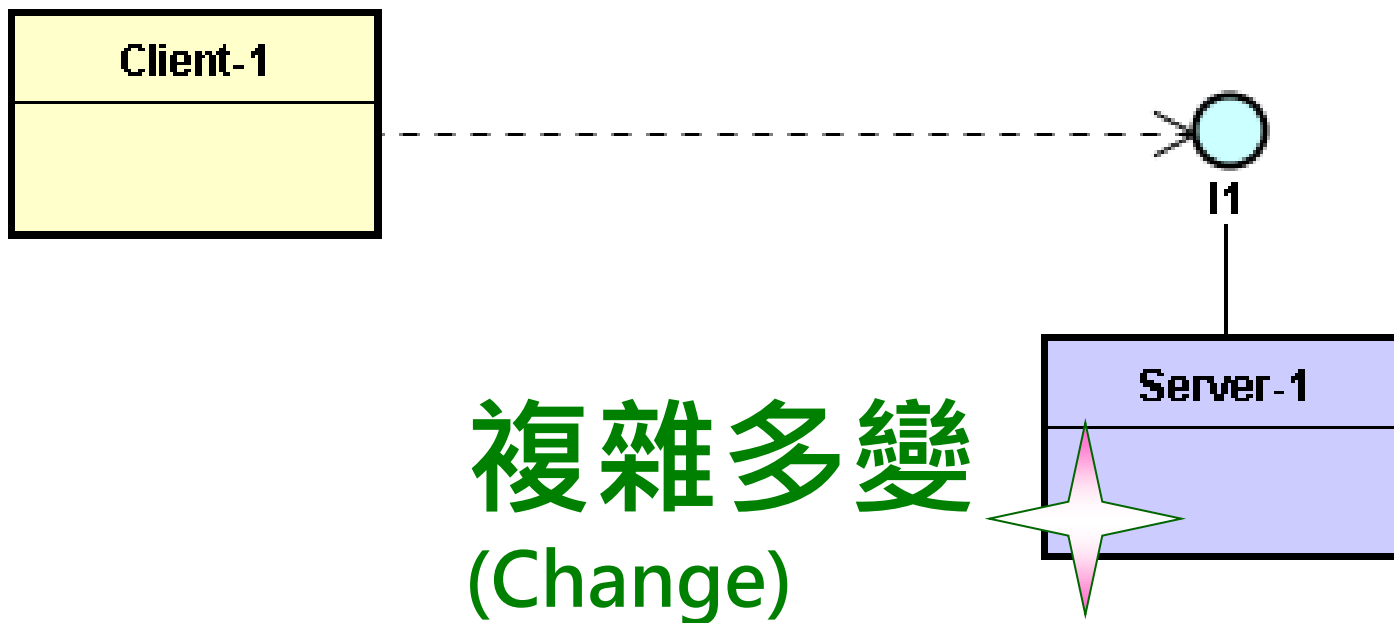 Client-1
I1
Server-1
複雜多變
(Change)